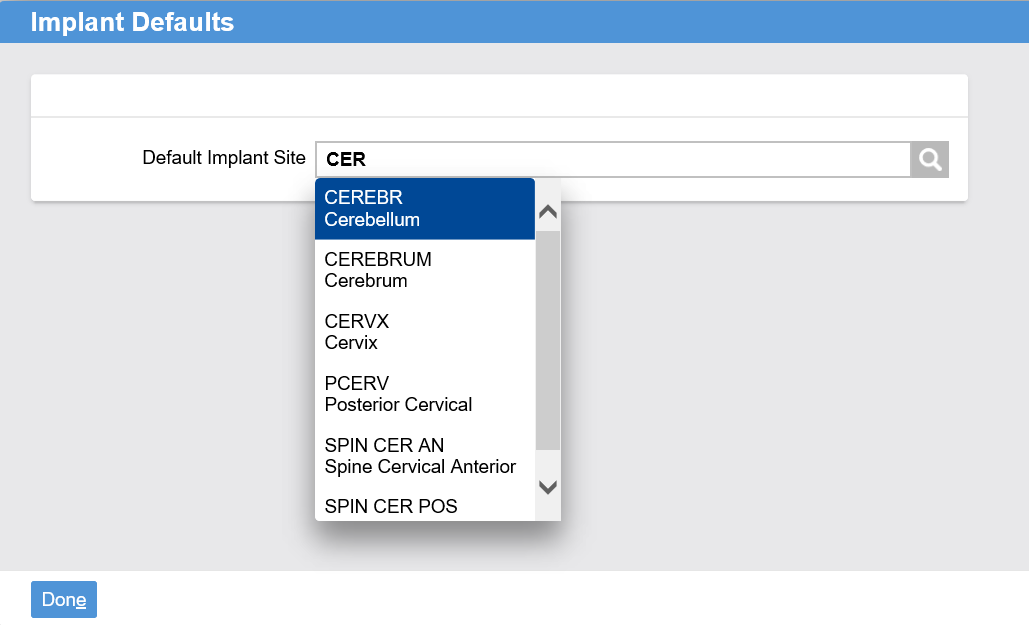 Implant Defaults
Default Implant Site CER
CEREBR
Cerebellum
CEREBRUM
Cerebrum
CERVX
Cervix
PCERV
Posterior Cervical
SPIN CER AN
Spine Cervical Anterior
SPIN CER POS
Done